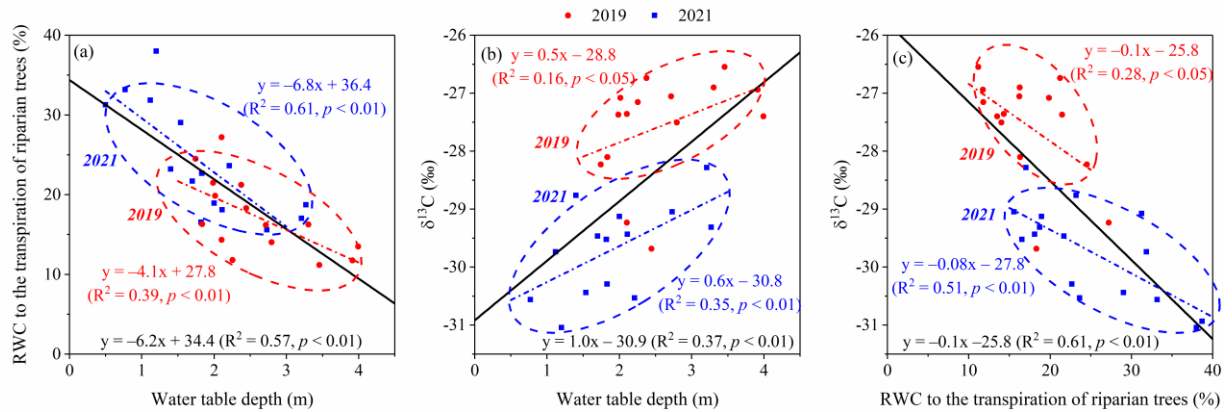 2019 2021
RWC to the transpiration of riparian trees (%)
40
30
20
10
0
(a)
y = –6.8x + 36.4
(R² = 0.61, p < 0.01)
2021
2019
y = –4.1x + 27.8
(R² = 0.39, p < 0.01)
y = –6.2x + 34.4 (R² = 0.57, p < 0.01)
0 1 2 3 4
Water table depth (m)
δ¹³C (‰)
-26
-27
-28
-29
-30
-31
(b)
y = 0.5x – 28.8
(R² = 0.16, p < 0.05)
2019
2021
y = 0.6x – 30.8
(R² = 0.35, p < 0.01)
y = 1.0x – 30.9 (R² = 0.37, p < 0.01)
0 1 2 3 4
Water table depth (m)
δ¹³C (‰)
-26
-27
-28
-29
-30
-31
(c)
y = –0.1x – 25.8
(R² = 0.28, p < 0.05)
2019
2021
y = –0.08x – 27.8
(R² = 0.51, p < 0.01)
y = –0.1x –25.8 (R² = 0.61, p < 0.01)
0 10 20 30 40
RWC to the transpiration of riparian trees (%)